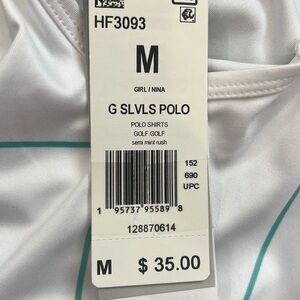 HF3093
M
GIRL / NINA
G SLVLS POLO
POLO SHIRTS
GOLF GOLF
semi mint rush
152
690
UPC
1 95737 95589 8
128870614
M $ 35.00